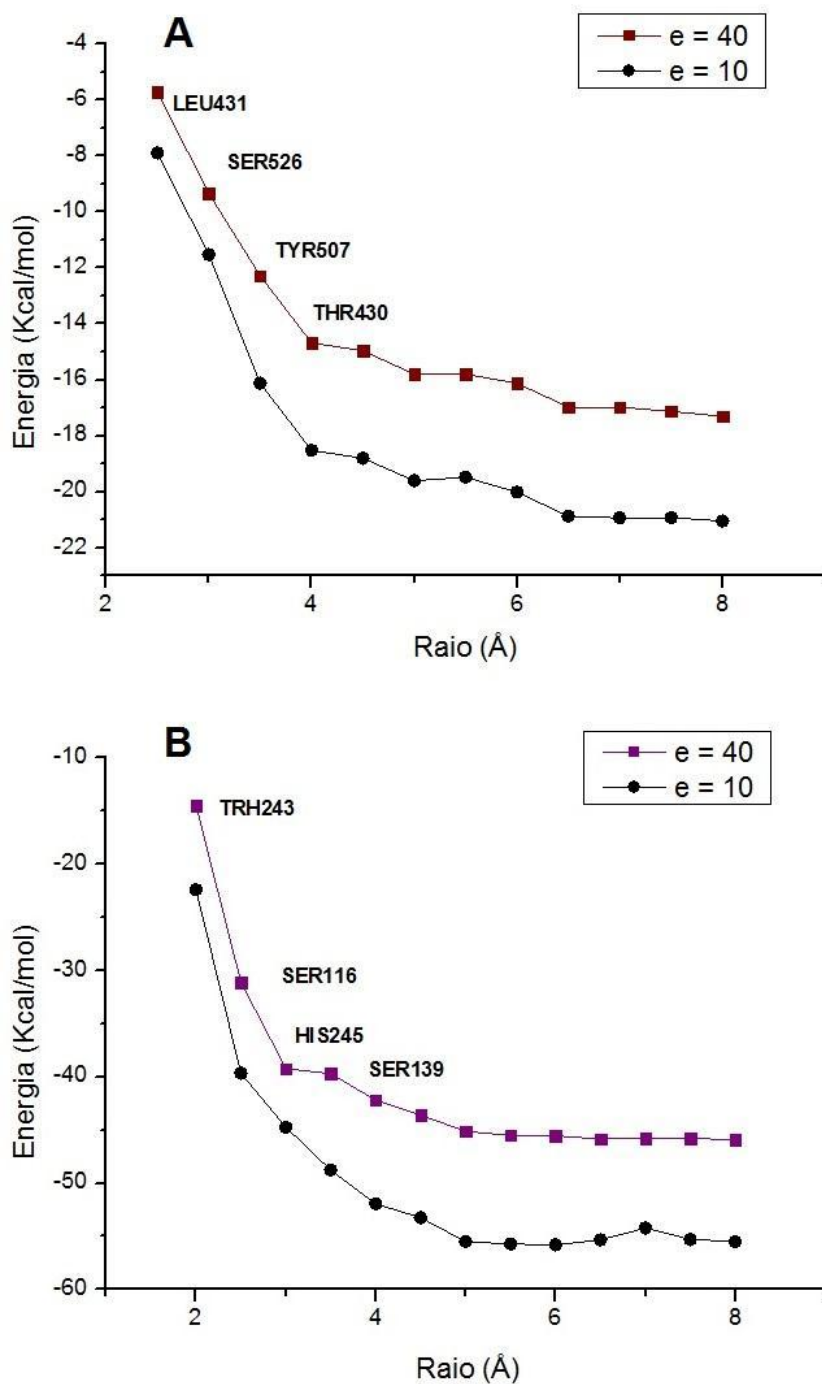 A
e = 40
e = 10
-4
-6
-8
-10
-12
-14
-16
-18
-20
-22
Energia (Kcal/mol)
LEU431
SER526
TYR507
THR430
2
4
6
8
Raio (Å)
B
e = 40
e = 10
-10
-20
-30
-40
-50
-60
Energia (Kcal/mol)
TRH243
SER116
HIS245
SER139
2
4
6
8
Raio (Å)